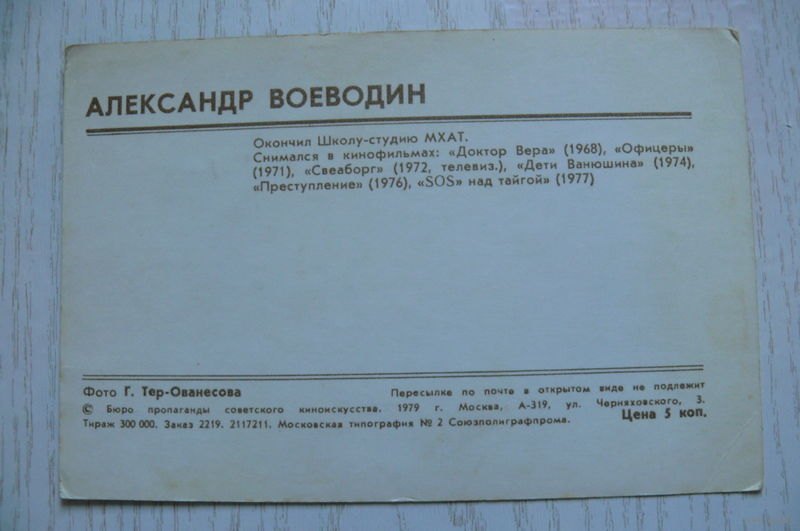 АЛЕКСАНДР ВОЕВОДИН
Окончил Школу-студию МХАТ.
Снимался в кинофильмах: «Доктор Вера» (1968), «Офицеры»
(1971), «Свеаборг» (1972, телевиз.), «Дети Ванюшина» (1974),
«Преступление» (1976), «SOS» над тайгой» (1977)
Фото Г. Тер-Ованесова
Пересылке по почте в открытом виде не подлежит
© Бюро пропаганды советского киноискусства. 1979 г. Москва, А-319, ул. Черняховского, 3.
Тираж 300 000. Заказ 2219. 2117211. Московская типография № 2 Союзполиграфпрома.
Цена 5 коп.